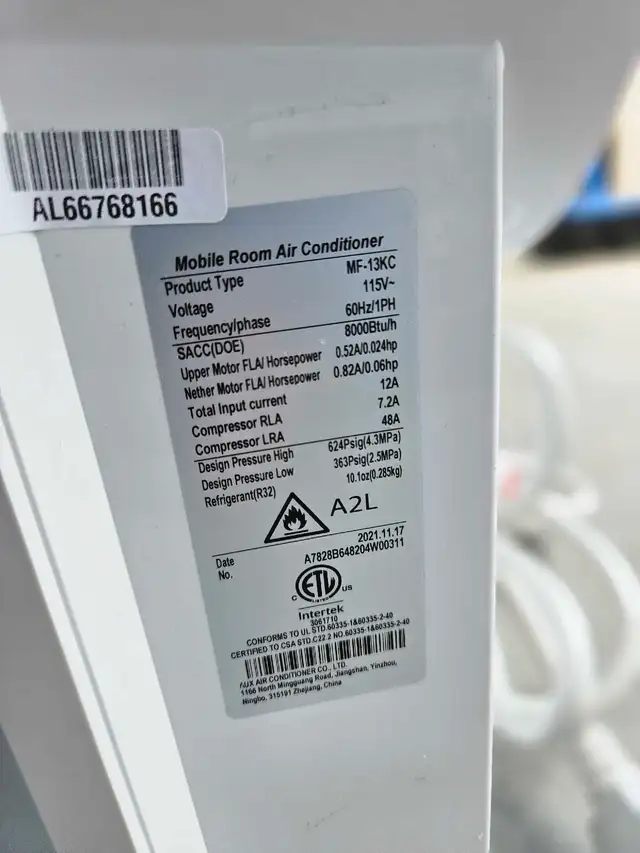 AL66768166
Mobile Room Air Conditioner
Product Type MF-13KC
Voltage 115V~
Frequency/phase 60Hz/1PH
SACC(DOE) 8000Btu/h
Upper Motor FLA/ Horsepower 0.52A/0.024hp
Nether Motor FLA/ Horsepower 0.82A/0.06hp
Total Input current 12A
Compressor RLA 7.2A
Compressor LRA 48A
Design Pressure High 624Psig(4.3MPa)
Design Pressure Low 363Psig(2.5MPa)
Refrigerant(R32) 10.1oz(0.285kg)
A2L
Date 2021.11.17
No. A7828B648204W00311
C ETL US
Intertek
3061710
CONFORMS TO UL STD.60335-1&60335-2-40
CERTIFIED TO CSA STD.C22.2 NO.60335-1&60335-2-40
AUX AIR CONDITIONER CO., LTD.
1166 North Mingguang Road, Jiangshan, Yinzhou,
Ningbo, 315191 Zhejiang, China